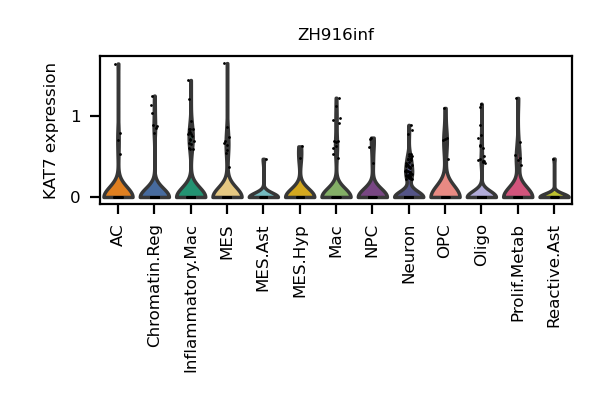 ZH916inf
KAT7 expression
1
0
AC
Chromatin.Reg
Inflammatory.Mac
MES
MES.Ast
MES.Hyp
Mac
NPC
Neuron
OPC
Oligo
Prolif.Metab
Reactive.Ast